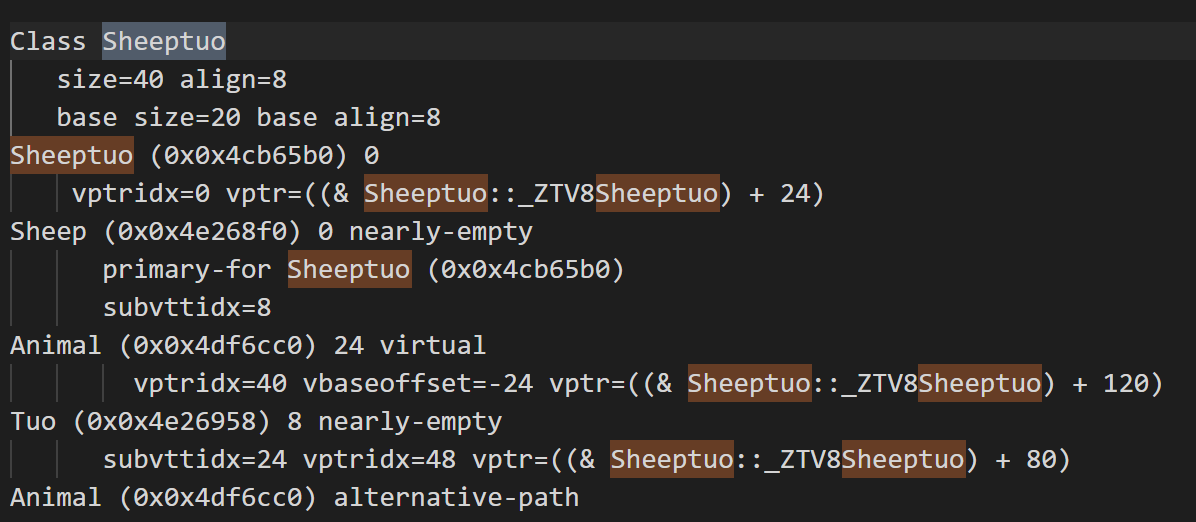 Class Sheeptuo
size=40 align=8
base size=20 base align=8
Sheeptuo (0x0x4cb65b0) 0
vptridx=0 vptr=((& Sheeptuo::_ZTV8Sheeptuo) + 24)
Sheep (0x0x4e268f0) 0 nearly-empty
primary-for Sheeptuo (0x0x4cb65b0)
subvttidx=8
Animal (0x0x4df6cc0) 24 virtual
vptridx=40 vbaseoffset=-24 vptr=((& Sheeptuo::_ZTV8Sheeptuo) + 120)
Tuo (0x0x4e26958) 8 nearly-empty
subvttidx=24 vptridx=48 vptr=((& Sheeptuo::_ZTV8Sheeptuo) + 80)
Animal (0x0x4df6cc0) alternative-path